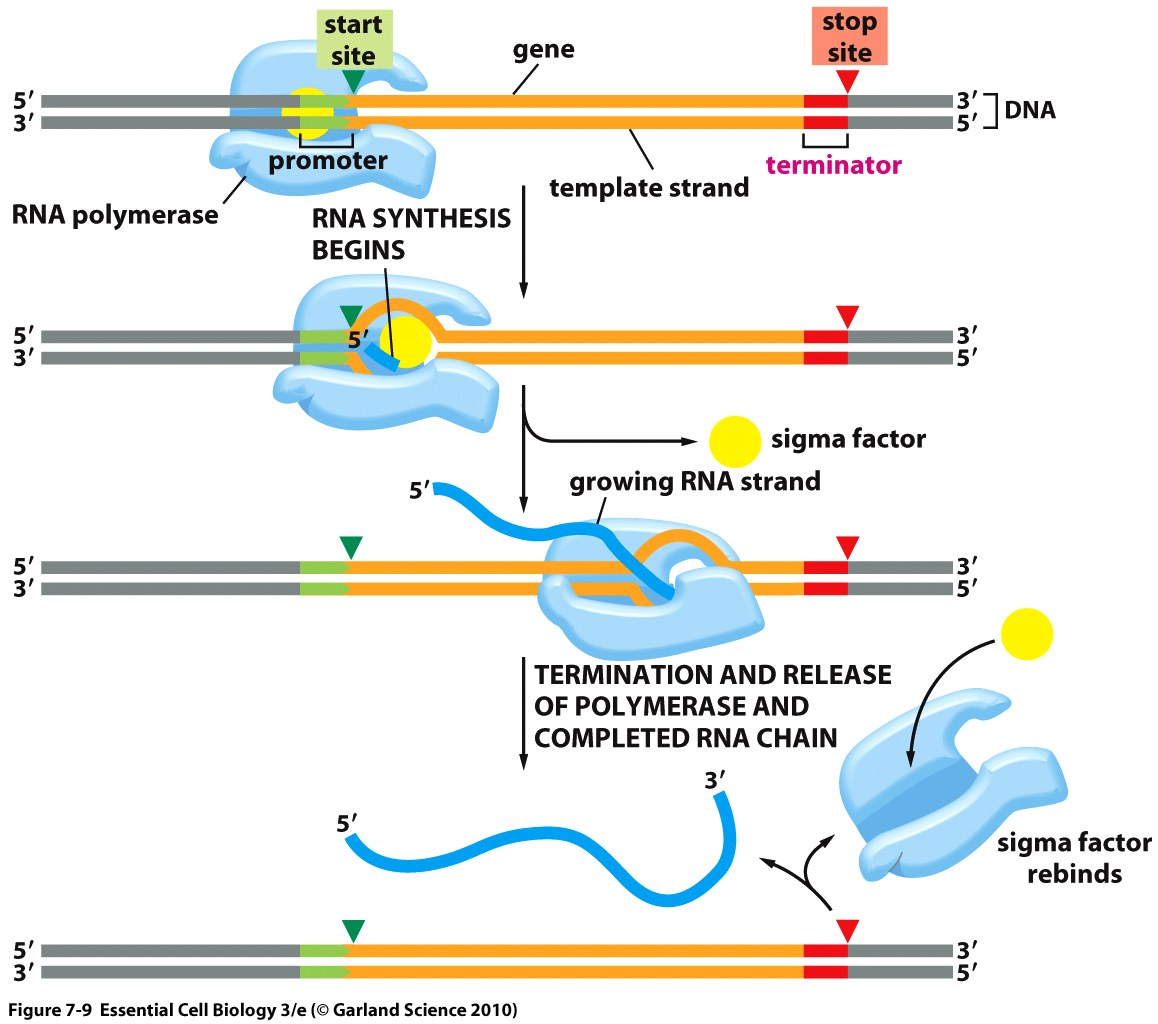 start
site
stop
site
gene
5′
3′
3′
5′
DNA
promoter
terminator
template strand
RNA polymerase
RNA SYNTHESIS
BEGINS
5′
5′
3′
3′
5′
sigma factor
growing RNA strand
5′
5′
3′
3′
5′
TERMINATION AND RELEASE
OF POLYMERASE AND
COMPLETED RNA CHAIN
3′
5′
sigma factor
rebinds
5′
3′
3′
5′
Figure 7-9 Essential Cell Biology 3/e (© Garland Science 2010)